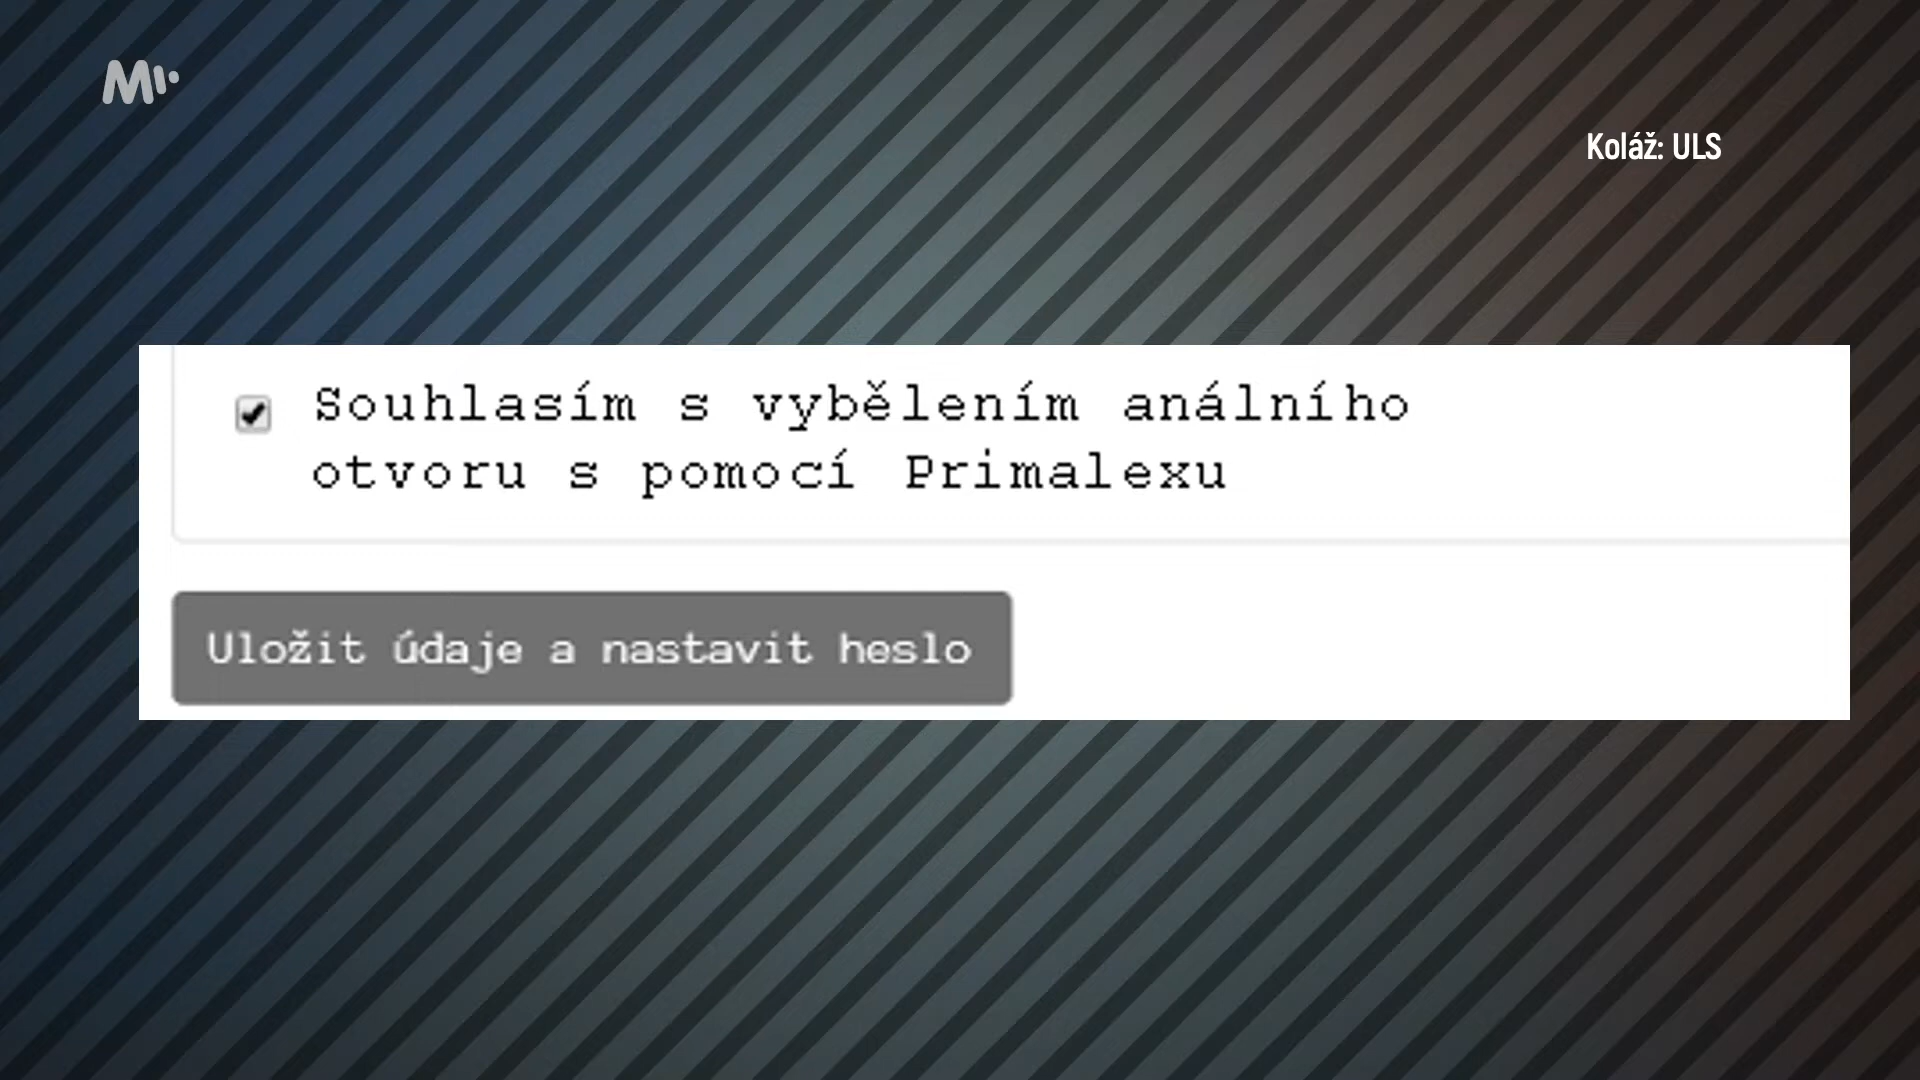 Koláž: ULS
Souhlasím s vybělením análního
otvoru s pomocí Primalexu
Uložit údaje a nastavit heslo